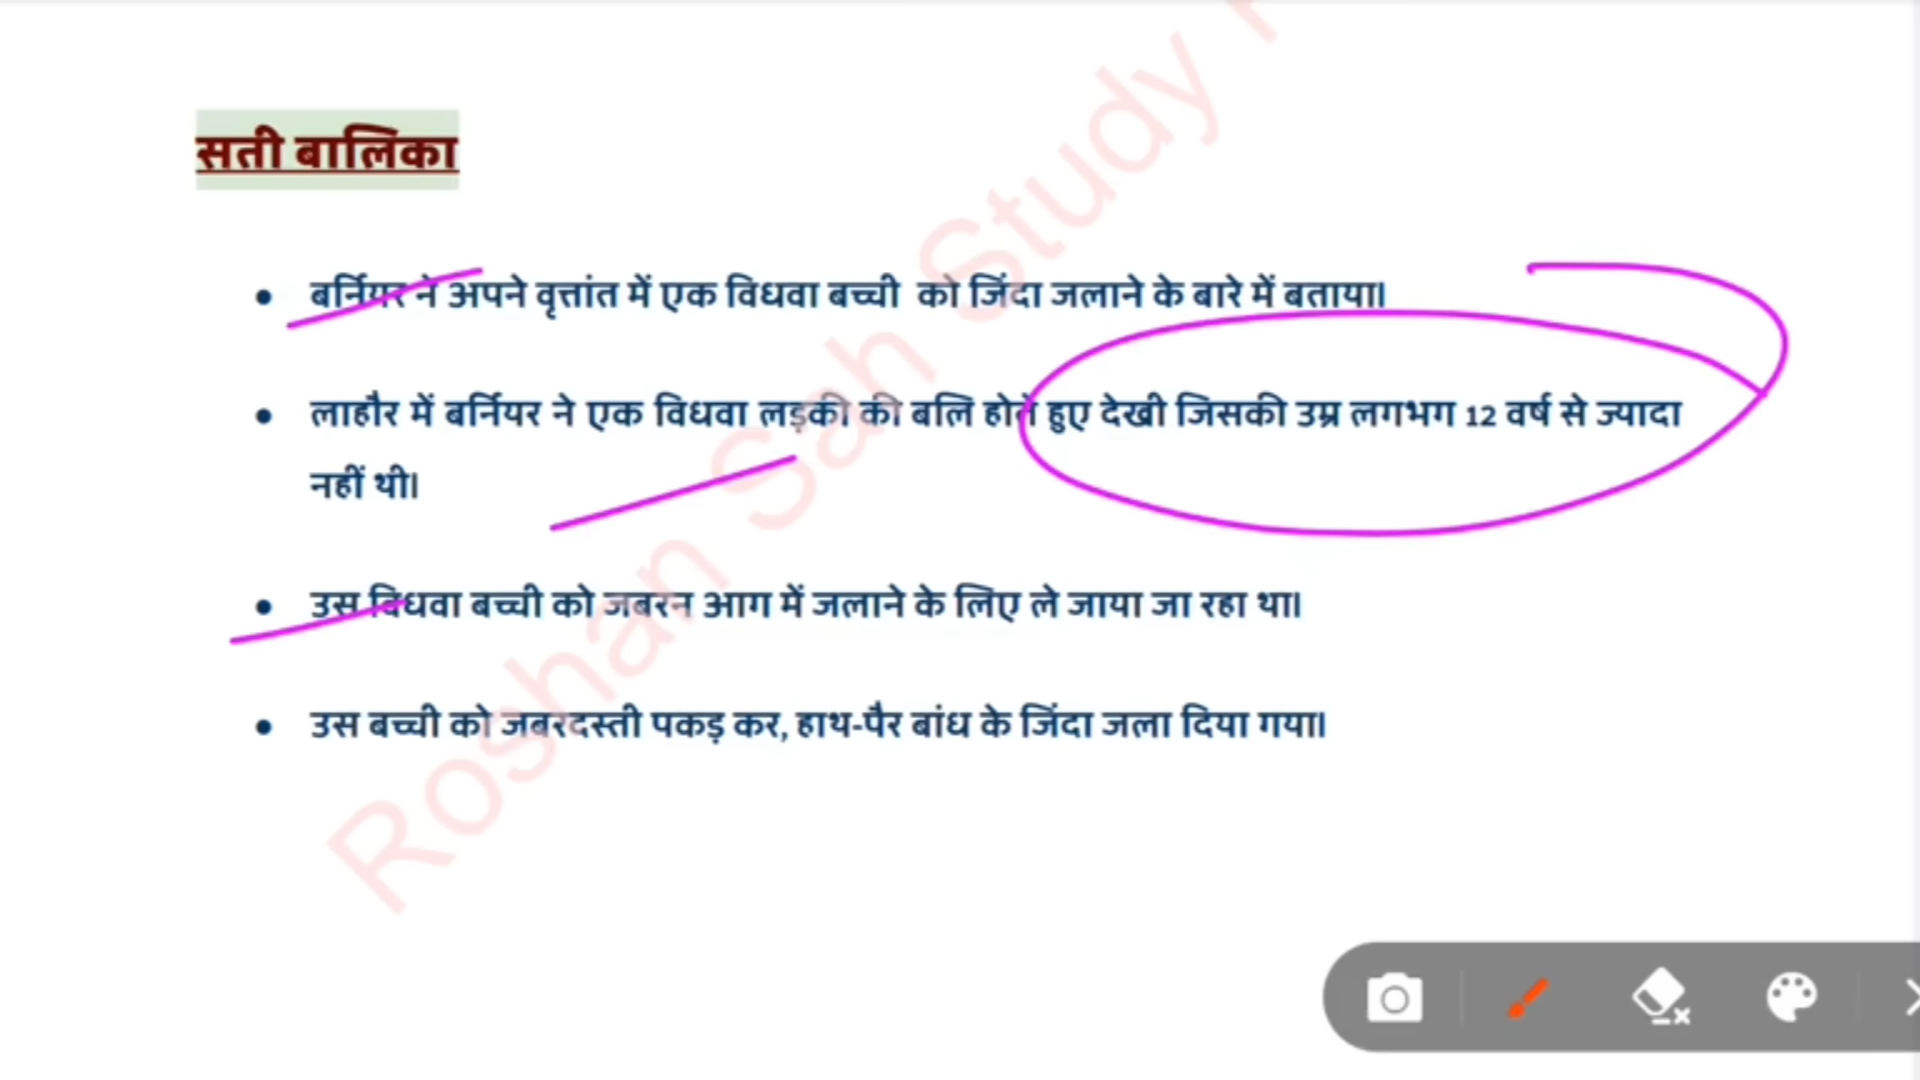 सती बालिका
• बर्नियर ने अपने वृत्तांत में एक विधवा बच्ची को जिंदा जलाने के बारे में बताया।
• लाहौर में बर्नियर ने एक विधवा लड़की की बलि होते हुए देखी जिसकी उम्र लगभग 12 वर्ष से ज्यादा
नहीं थी।
• उस विधवा बच्ची को जबरन आग में जलाने के लिए ले जाया जा रहा था।
• उस बच्ची को जबरदस्ती पकड़ कर, हाथ-पैर बांध के जिंदा जला दिया गया।
Roshan Sah Study